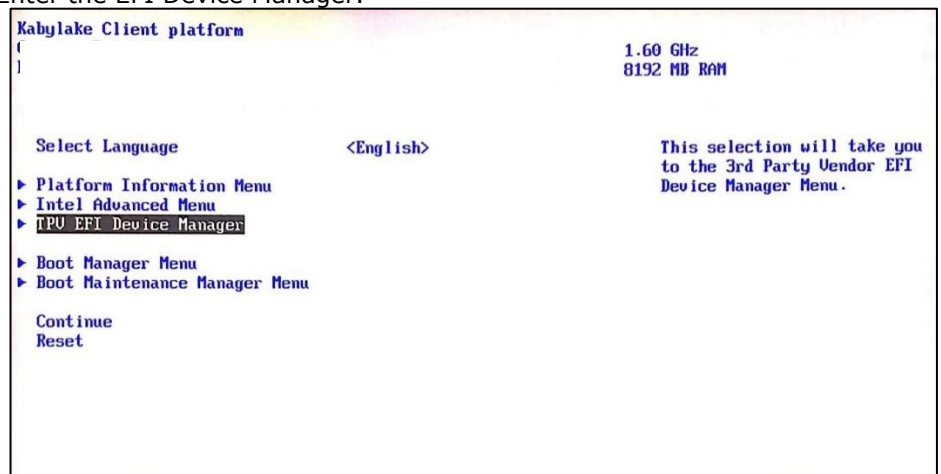 Enter the EFI Device Manager.
Kabylake Client platform
1.60 GHz
8192 MB RAM
Select Language <English>
This selection will take you
to the 3rd Party Vendor EFI
Device Manager Menu.
▶ Platform Information Menu
▶ Intel Advanced Menu
▶ TPV EFI Device Manager
▶ Boot Manager Menu
▶ Boot Maintenance Manager Menu
Continue
Reset